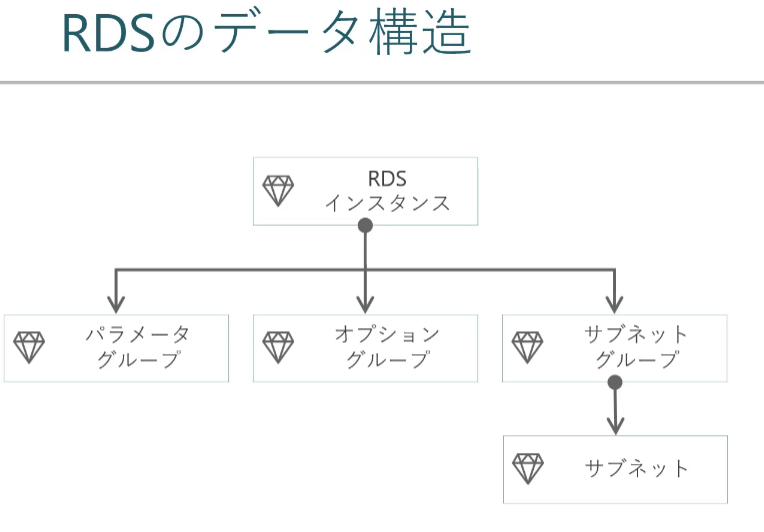 RDSのデータ構造
RDS
インスタンス
パラメータ
グループ
オプション
グループ
サブネット
グループ
サブネット